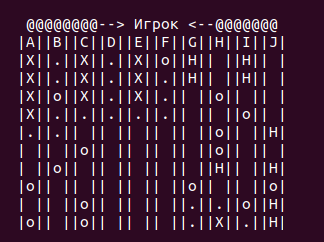 @@@@@@@@--> Игрок <--@@@@@@@
|A||B||C||D||E||F||G||H||I||J|
|X||.||X||.||X||o||H|| ||H|| |
|X||.||X||.||X||.||H|| ||H|| |
|X||o||X||.||X||.|| ||o|| || |
|X||.||.||.||.||.|| || ||o|| |
|.||.|| || || || || ||o|| ||H|
| || ||o|| || || || ||o|| || |
| ||o|| || || || || ||H|| ||H|
|o|| || || || || ||o|| || ||o|
| || ||o|| || || ||.||.||o||H|
|o|| ||o|| || || ||.||X||.||H|